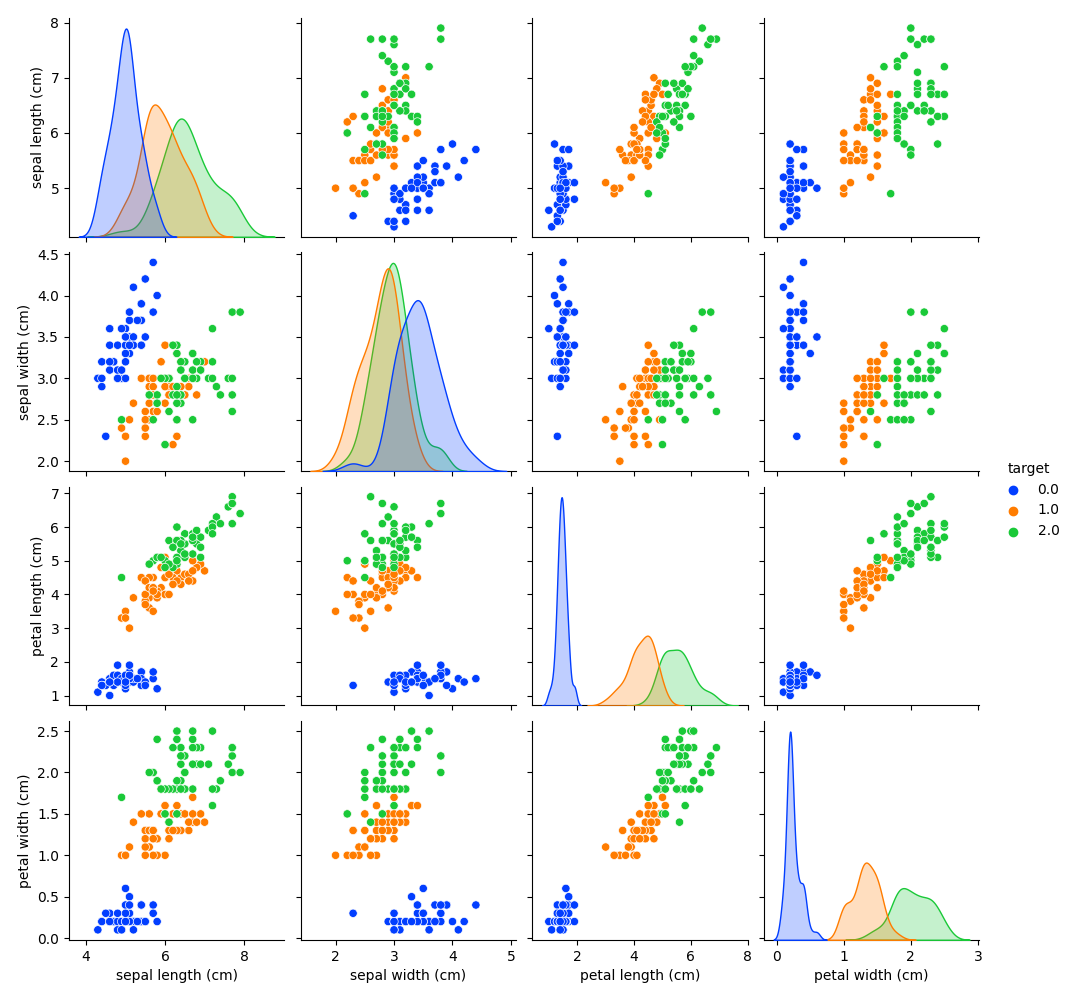 8
7
6
5
sepal length (cm)
4.5
4.0
3.5
3.0
2.5
2.0
sepal width (cm)
target
0.0
1.0
2.0
7
6
5
4
3
2
1
petal length (cm)
2.5
2.0
1.5
1.0
0.5
0.0
petal width (cm)
4 6 8
sepal length (cm)
2 3 4 5
sepal width (cm)
2 4 6 8
petal length (cm)
0 1 2 3
petal width (cm)